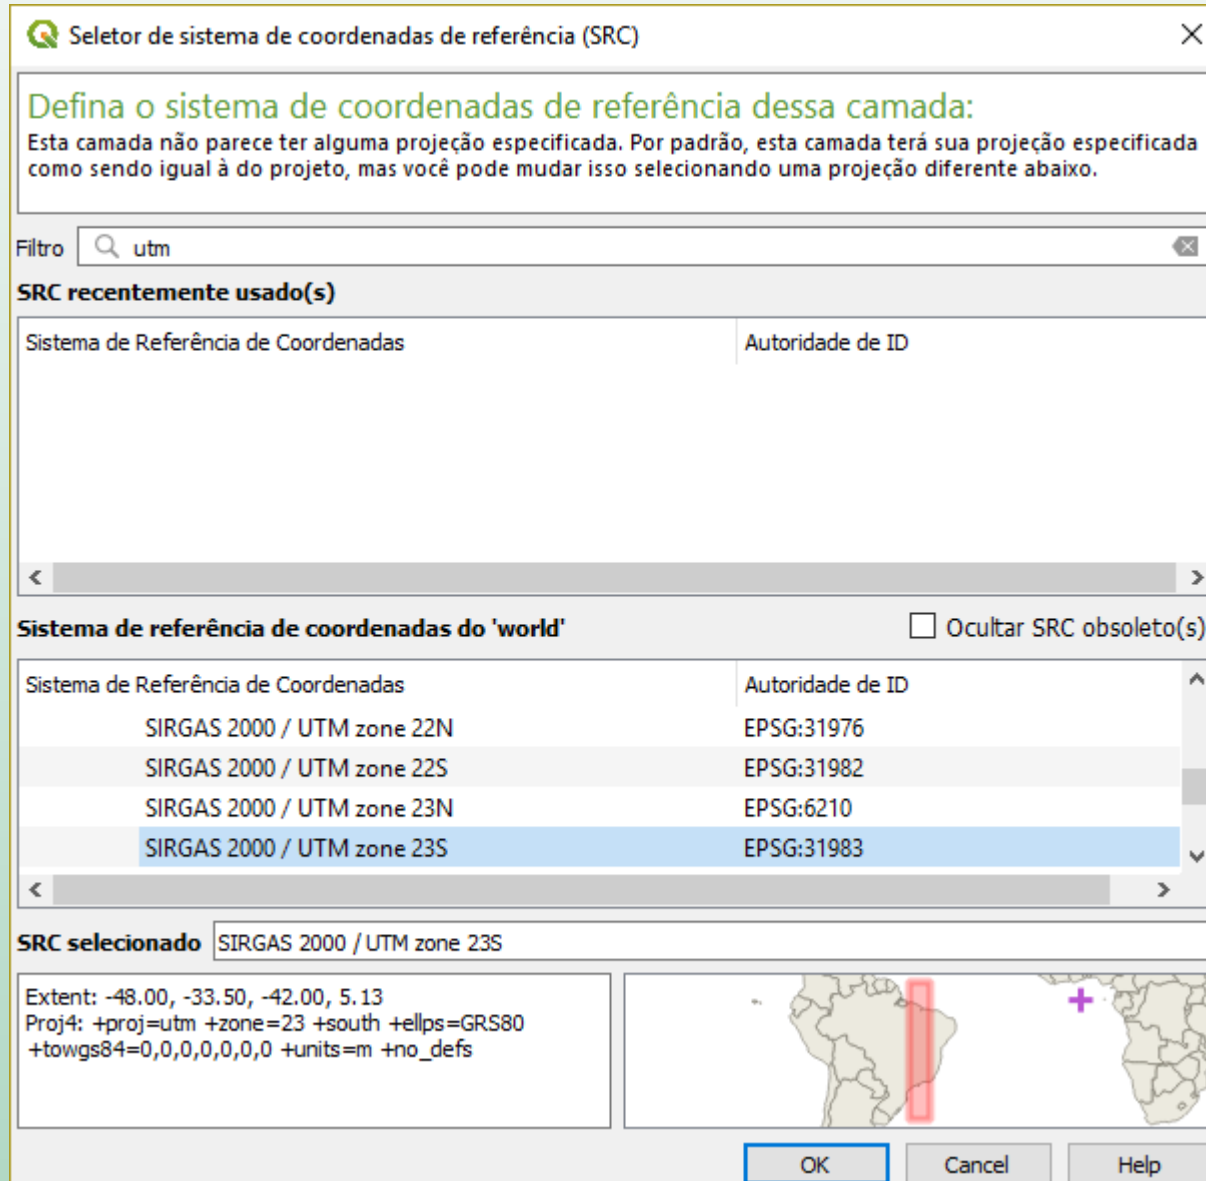 Seletor de sistema de coordenadas de referência (SRC)
Defina o sistema de coordenadas de referência dessa camada:
Esta camada não parece ter alguma projeção especificada. Por padrão, esta camada terá sua projeção especificada
como sendo igual à do projeto, mas você pode mudar isso selecionando uma projeção diferente abaixo.
Filtro utm
SRC recentemente usado(s)
Sistema de Referência de Coordenadas Autoridade de ID
Sistema de referência de coordenadas do 'world' Ocultar SRC obsoleto(s)
Sistema de Referência de Coordenadas Autoridade de ID
SIRGAS 2000 / UTM zone 22N EPSG:31976
SIRGAS 2000 / UTM zone 22S EPSG:31982
SIRGAS 2000 / UTM zone 23N EPSG:6210
SIRGAS 2000 / UTM zone 23S EPSG:31983
SRC selecionado SIRGAS 2000 / UTM zone 23S
Extent: -48.00, -33.50, -42.00, 5.13
Proj4: +proj=utm +zone=23 +south +ellps=GRS80
+towgs84=0,0,0,0,0,0,0 +units=m +no_defs
OK Cancel Help